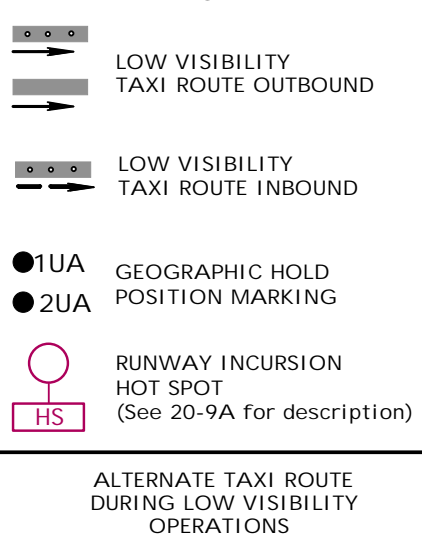 LOW VISIBILITY
TAXI ROUTE OUTBOUND
LOW VISIBILITY
TAXI ROUTE INBOUND
1UA
2UA
GEOGRAPHIC HOLD
POSITION MARKING
HS
RUNWAY INCURSION
HOT SPOT
(See 20-9A for description)
ALTERNATE TAXI ROUTE
DURING LOW VISIBILITY
OPERATIONS